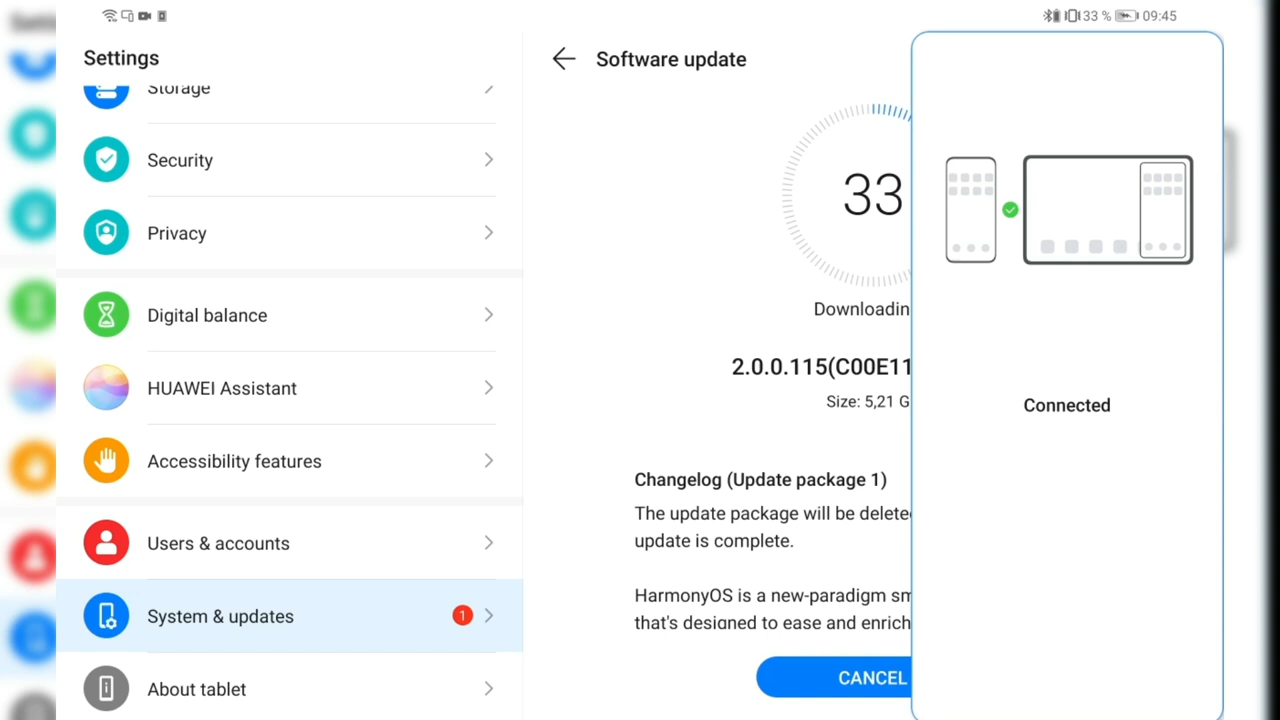 33 % 09:45
Settings
Storage
Security
Privacy
Digital balance
HUAWEI Assistant
Accessibility features
Users & accounts
System & updates 1
About tablet
Software update
33
Downloadin
2.0.0.115(C00E11
Size: 5,21 G
Changelog (Update package 1)
The update package will be delete
update is complete.
HarmonyOS is a new-paradigm sm
that's designed to ease and enrich
CANCEL
Connected